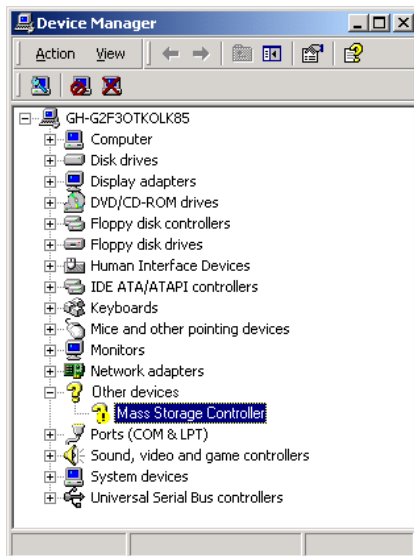 Device Manager
Action View
GH-G2F3OTKOLK85
Computer
Disk drives
Display adapters
DVD/CD-ROM drives
Floppy disk controllers
Floppy disk drives
Human Interface Devices
IDE ATA/ATAPI controllers
Keyboards
Mice and other pointing devices
Monitors
Network adapters
Other devices
Mass Storage Controller
Ports (COM & LPT)
Sound, video and game controllers
System devices
Universal Serial Bus controllers